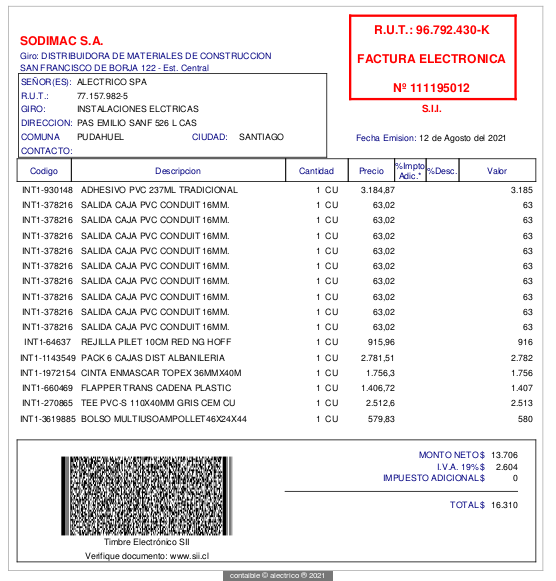 SODIMAC S.A.
Giro: DISTRIBUIDORA DE MATERIALES DE CONSTRUCCION
SAN FRANCISCO DE BORJA 122 - Est. Central
R.U.T.: 96.792.430-K
FACTURA ELECTRONICA
Nº 111195012
S.I.I.
SEÑOR(ES): ALECTRICO SPA
R.U.T.: 77.157.982-5
GIRO: INSTALACIONES ELCTRICAS
DIRECCION: PAS EMILIO SANF 526 L CAS
COMUNA PUDAHUEL CIUDAD: SANTIAGO
CONTACTO:
Fecha Emision: 12 de Agosto del 2021
Codigo Descripcion Cantidad Precio %Impto Adic.* %Desc. Valor
INT1-930148 ADHESIVO PVC 237ML TRADICIONAL 1 CU 3.184,87 3.185
INT1-378216 SALIDA CAJA PVC CONDUIT 16MM. 1 CU 63,02 63
INT1-378216 SALIDA CAJA PVC CONDUIT 16MM. 1 CU 63,02 63
INT1-378216 SALIDA CAJA PVC CONDUIT 16MM. 1 CU 63,02 63
INT1-378216 SALIDA CAJA PVC CONDUIT 16MM. 1 CU 63,02 63
INT1-378216 SALIDA CAJA PVC CONDUIT 16MM. 1 CU 63,02 63
INT1-378216 SALIDA CAJA PVC CONDUIT 16MM. 1 CU 63,02 63
INT1-378216 SALIDA CAJA PVC CONDUIT 16MM. 1 CU 63,02 63
INT1-378216 SALIDA CAJA PVC CONDUIT 16MM. 1 CU 63,02 63
INT1-378216 SALIDA CAJA PVC CONDUIT 16MM. 1 CU 63,02 63
INT1-64637 REJILLA PILET 10CM RED NG HOFF 1 CU 915,96 916
INT1-1143549 PACK 6 CAJAS DIST ALBANILERIA 1 CU 2.781,51 2.782
INT1-1972154 CINTA ENMASCAR TOPEX 36MMX40M 1 CU 1.756,3 1.756
INT1-660469 FLAPPER TRANS CADENA PLASTIC 1 CU 1.406,72 1.407
INT1-270865 TEE PVC-S 110X40MM GRIS CEM CU 1 CU 2.512,6 2.513
INT1-3619885 BOLSO MULTIUSOAMPOLLET46X24X44 1 CU 579,83 580
MONTO NETO $ 13.706
I.V.A. 19% $ 2.604
IMPUESTO ADICIONAL $ 0
TOTAL $ 16.310
Timbre Electrónico SII
Verifique documento: www.sii.cl
contalble © alectrico ® 2021